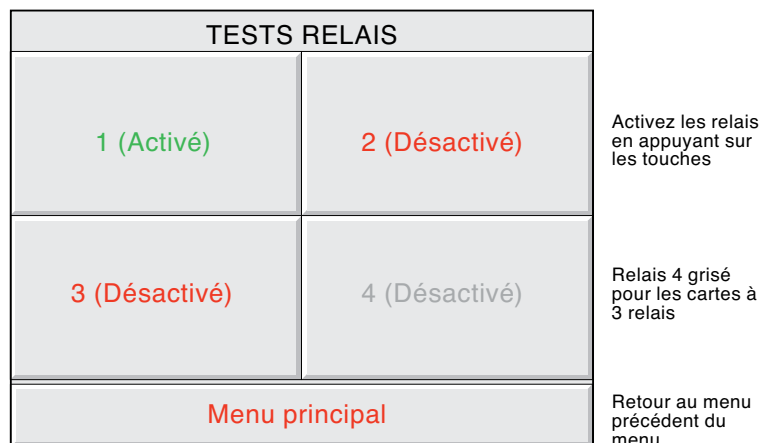 TESTS RELAIS
1 (Activé)
2 (Désactivé)
Activez les relais
en appuyant sur
les touches
3 (Désactivé)
4 (Désactivé)
Relais 4 grisé
pour les cartes à
3 relais
Menu principal
Retour au menu
précédent du
menu